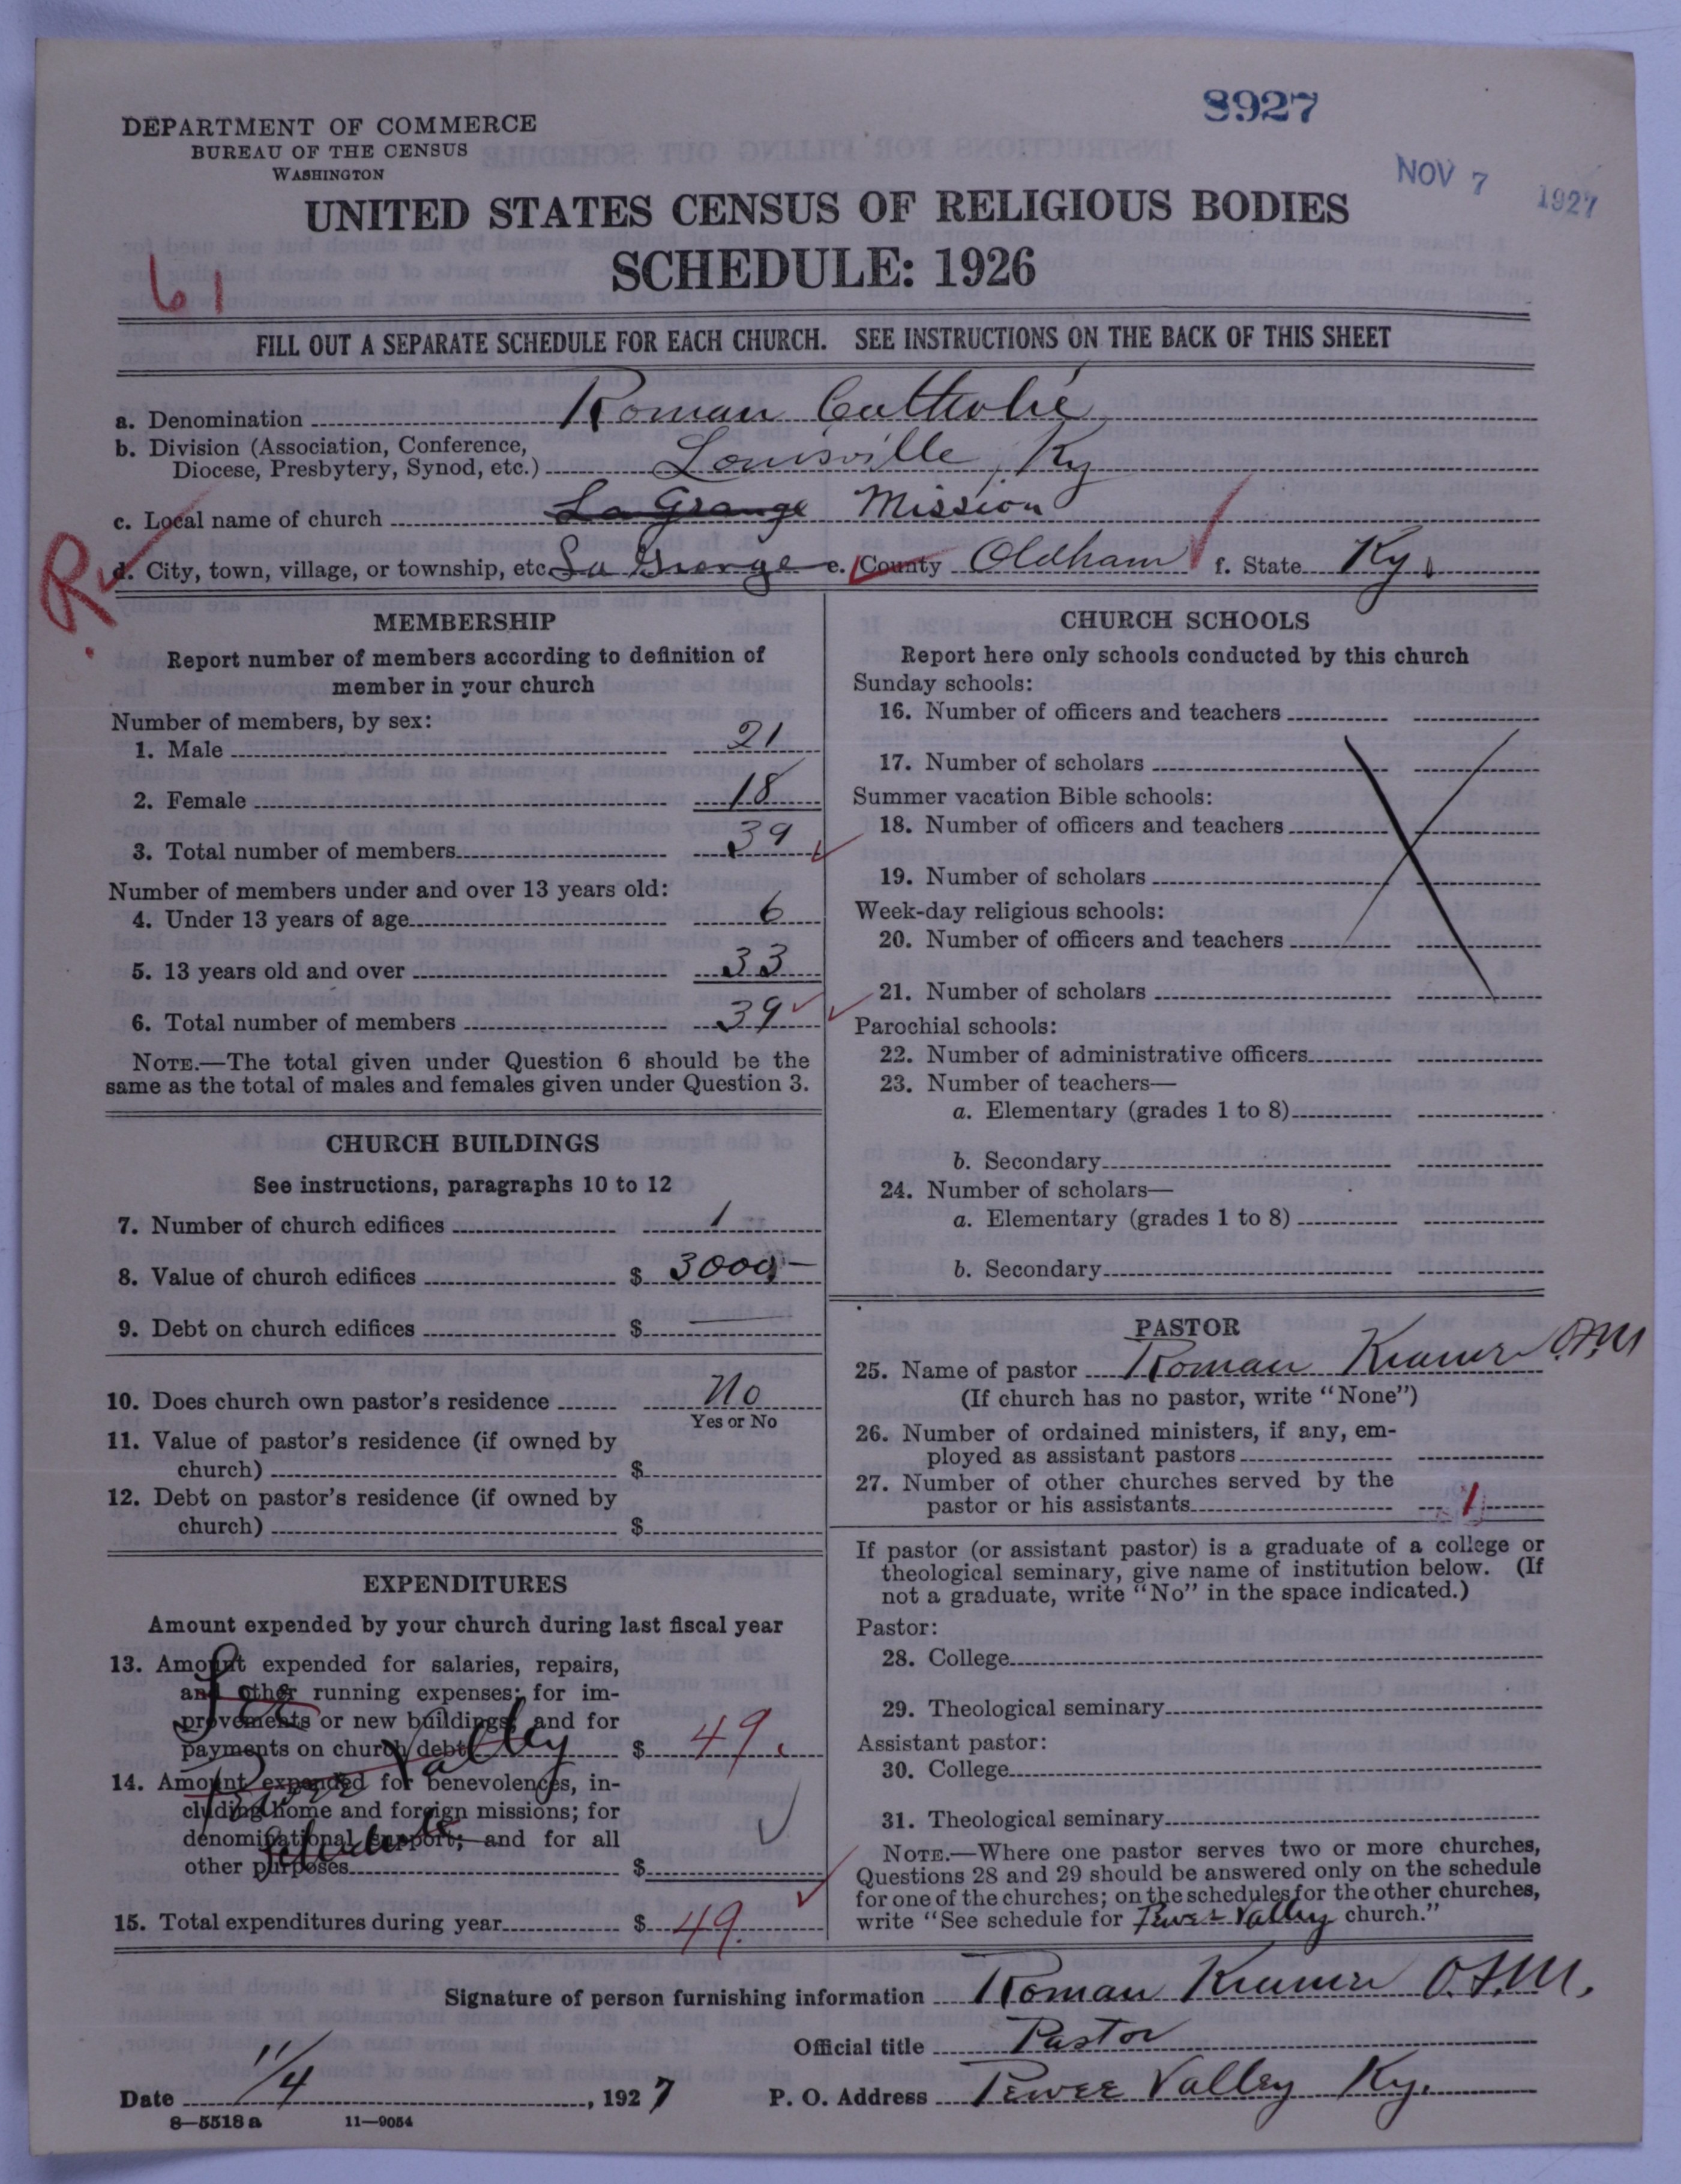 8927
DEPARTMENT OF COMMERCE
BUREAU OF THE CENSUS
WASHINGTON
NOV 7 1927
UNITED STATES CENSUS OF RELIGIOUS BODIES
SCHEDULE: 1926
61
FILL OUT A SEPARATE SCHEDULE FOR EACH CHURCH. SEE INSTRUCTIONS ON THE BACK OF THIS SHEET
a. Denomination Roman Catholic
b. Division (Association, Conference,
Diocese, Presbytery, Synod, etc.) Louisville, Ky
c. Local name of church La Grange Mission
R
d. City, town, village, or township, etc. La Grange e. County Oldham f. State Ky.
MEMBERSHIP
Report number of members according to definition of
member in your church
Number of members, by sex:
1. Male 21
2. Female 18
3. Total number of members 39
Number of members under and over 13 years old:
4. Under 13 years of age 6
5. 13 years old and over 33
6. Total number of members 39
NOTE.—The total given under Question 6 should be the
same as the total of males and females given under Question 3.
CHURCH BUILDINGS
See instructions, paragraphs 10 to 12
7. Number of church edifices 1
8. Value of church edifices $ 3000—
9. Debt on church edifices $ —
10. Does church own pastor's residence No
Yes or No
11. Value of pastor's residence (if owned by
church) $
12. Debt on pastor's residence (if owned by
church) $
EXPENDITURES
Amount expended by your church during last fiscal year
13. Amount expended for salaries, repairs,
and other running expenses; for im-
provements or new buildings; and for
payments on church debt $ 49.
14. Amount expended for benevolences, in-
cluding home and foreign missions; for
denominational support; and for all
other purposes $
See
Pewee Valley
Schedule
15. Total expenditures during year $ 49.
CHURCH SCHOOLS
Report here only schools conducted by this church
Sunday schools:
16. Number of officers and teachers
17. Number of scholars
Summer vacation Bible schools:
18. Number of officers and teachers
19. Number of scholars
Week-day religious schools:
20. Number of officers and teachers
21. Number of scholars
Parochial schools:
22. Number of administrative officers
23. Number of teachers—
a. Elementary (grades 1 to 8)
b. Secondary
24. Number of scholars—
a. Elementary (grades 1 to 8)
b. Secondary
PASTOR
25. Name of pastor Roman Kramer O.F.M
(If church has no pastor, write "None")
26. Number of ordained ministers, if any, em-
ployed as assistant pastors
27. Number of other churches served by the
pastor or his assistants 1
If pastor (or assistant pastor) is a graduate of a college or
theological seminary, give name of institution below. (If
not a graduate, write "No" in the space indicated.)
Pastor:
28. College
29. Theological seminary
Assistant pastor:
30. College
31. Theological seminary
NOTE.—Where one pastor serves two or more churches,
Questions 28 and 29 should be answered only on the schedule
for one of the churches; on the schedules for the other churches,
write "See schedule for Pewee Valley church."
Signature of person furnishing information Roman Kramer O.F.M.
Official title Pastor
Date 11/4, 1927 P. O. Address Pewee Valley Ky.
8—5518 a 11—9054